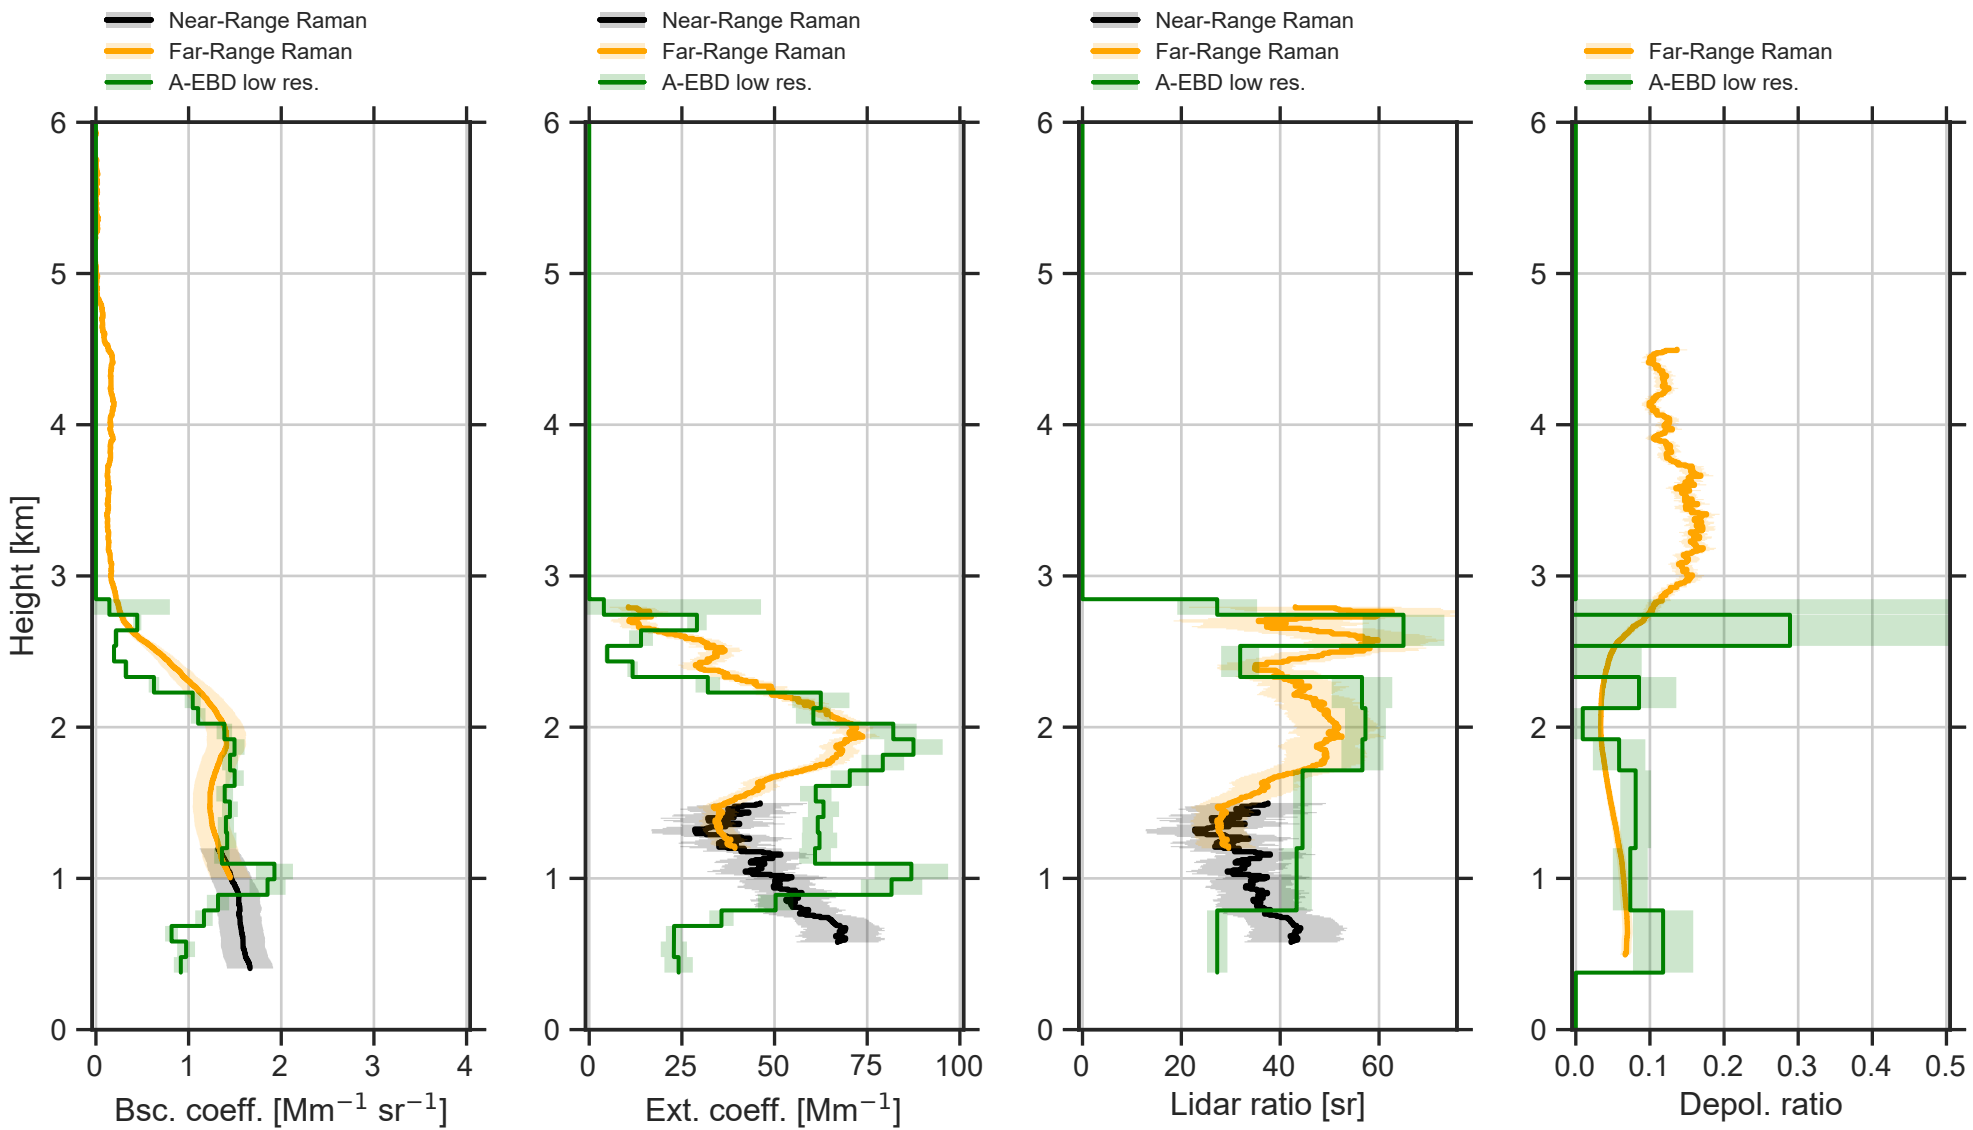 Near-Range Raman
Far-Range Raman
A-EBD low res.
Near-Range Raman
Far-Range Raman
A-EBD low res.
Near-Range Raman
Far-Range Raman
A-EBD low res.
Far-Range Raman
A-EBD low res.
Height [km]
6
5
4
3
2
1
0
0 1 2 3 4
Bsc. coeff. [Mm⁻¹ sr⁻¹]
6
5
4
3
2
1
0
0 25 50 75 100
Ext. coeff. [Mm⁻¹]
6
5
4
3
2
1
0
0 20 40 60
Lidar ratio [sr]
6
5
4
3
2
1
0
0.0 0.1 0.2 0.3 0.4 0.5
Depol. ratio